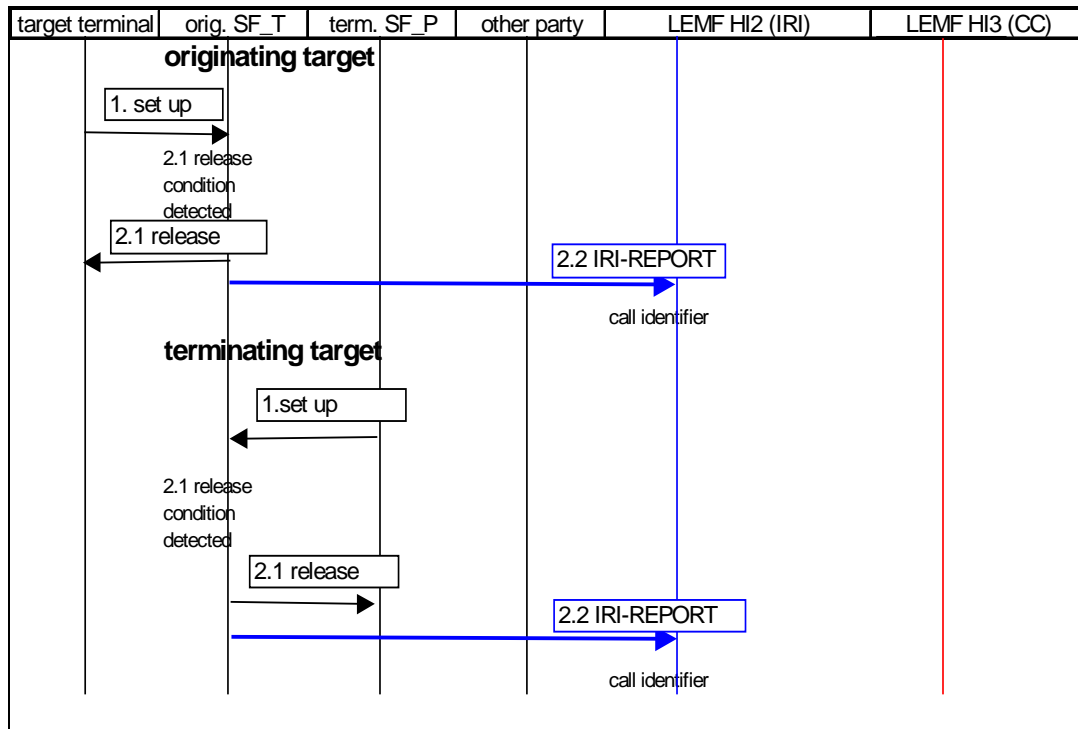 target terminal orig. SF_T term. SF_P other party LEMF HI2 (IRI) LEMF HI3 (CC)
originating target
1. set up
2.1 release
condition
detected
2.1 release
2.2 IRI-REPORT
call identifier
terminating target
1.set up
2.1 release
condition
detected
2.1 release
2.2 IRI-REPORT
call identifier